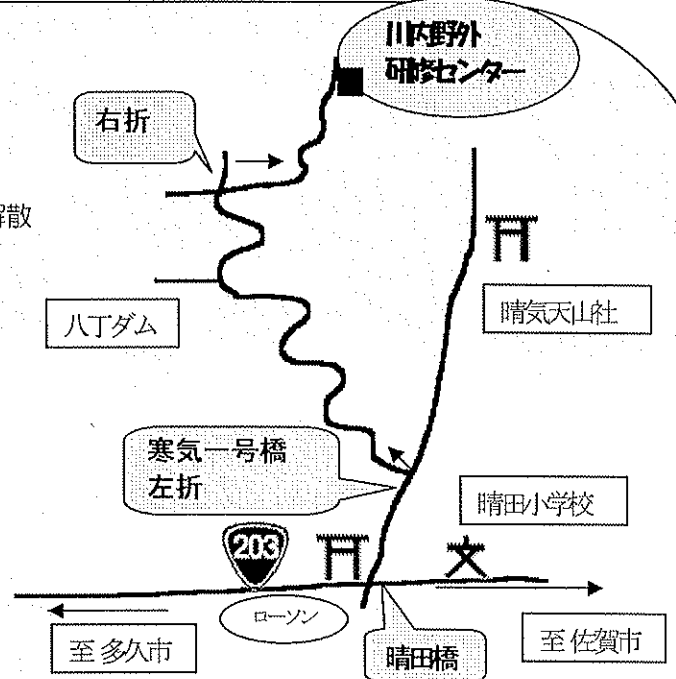 川内野外
研修センター
右折
解散
八丁ダム
晴気天山社
寒気一号橋
左折
晴田小学校
203
文
ローソン
至 多久市
晴田橋
至 佐賀市